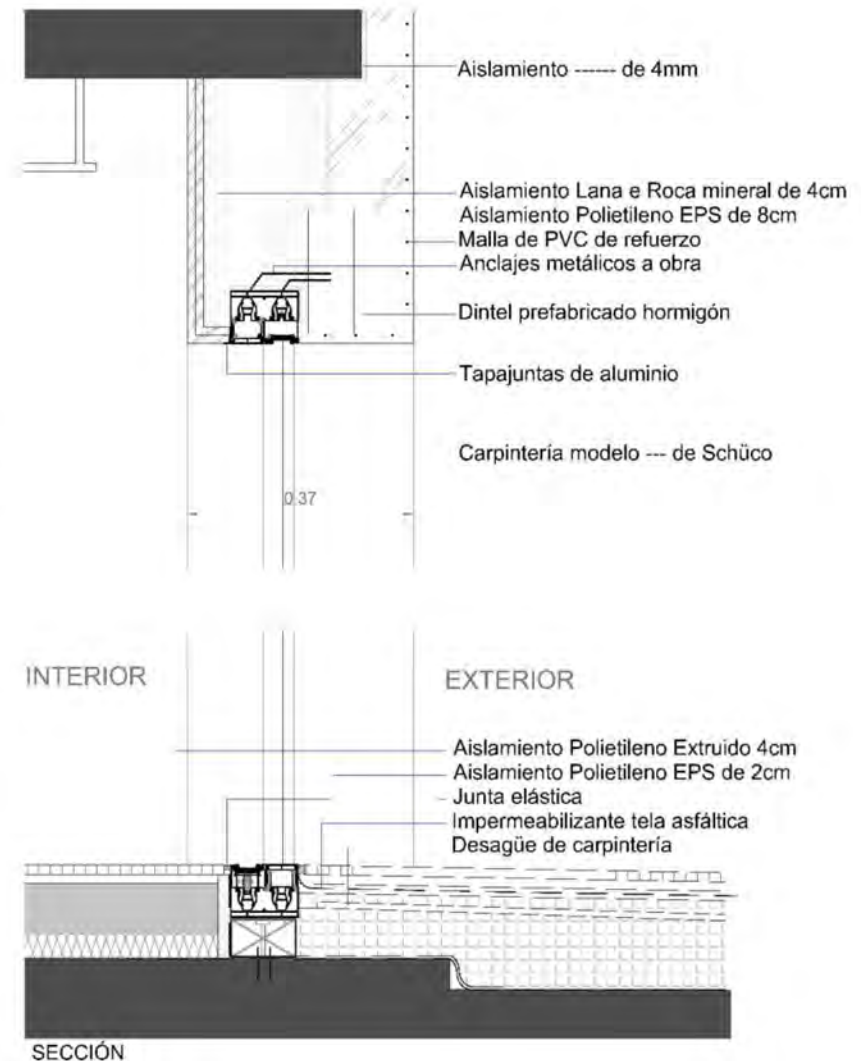 Aislamiento ------ de 4mm
Aislamiento Lana e Roca mineral de 4cm
Aislamiento Polietileno EPS de 8cm
Malla de PVC de refuerzo
Anclajes metálicos a obra
Dintel prefabricado hormigón
Tapajuntas de aluminio
Carpintería modelo --- de Schüco
0.37
INTERIOR
EXTERIOR
Aislamiento Polietileno Extruido 4cm
Aislamiento Polietileno EPS de 2cm
Junta elástica
Impermeabilizante tela asfáltica
Desagüe de carpintería
SECCIÓN